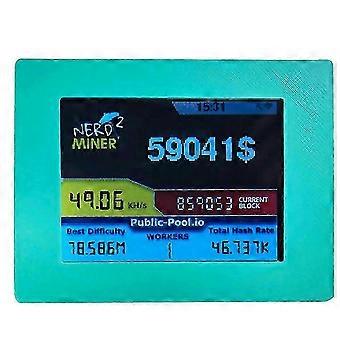 15:31
NERD 2
MINER
59041$
49.06 KH/s
859053 CURRENT
BLOCK
Public-Pool.io
Best Difficulty WORKERS Total Hash Rate
78.586M 1 46.737K